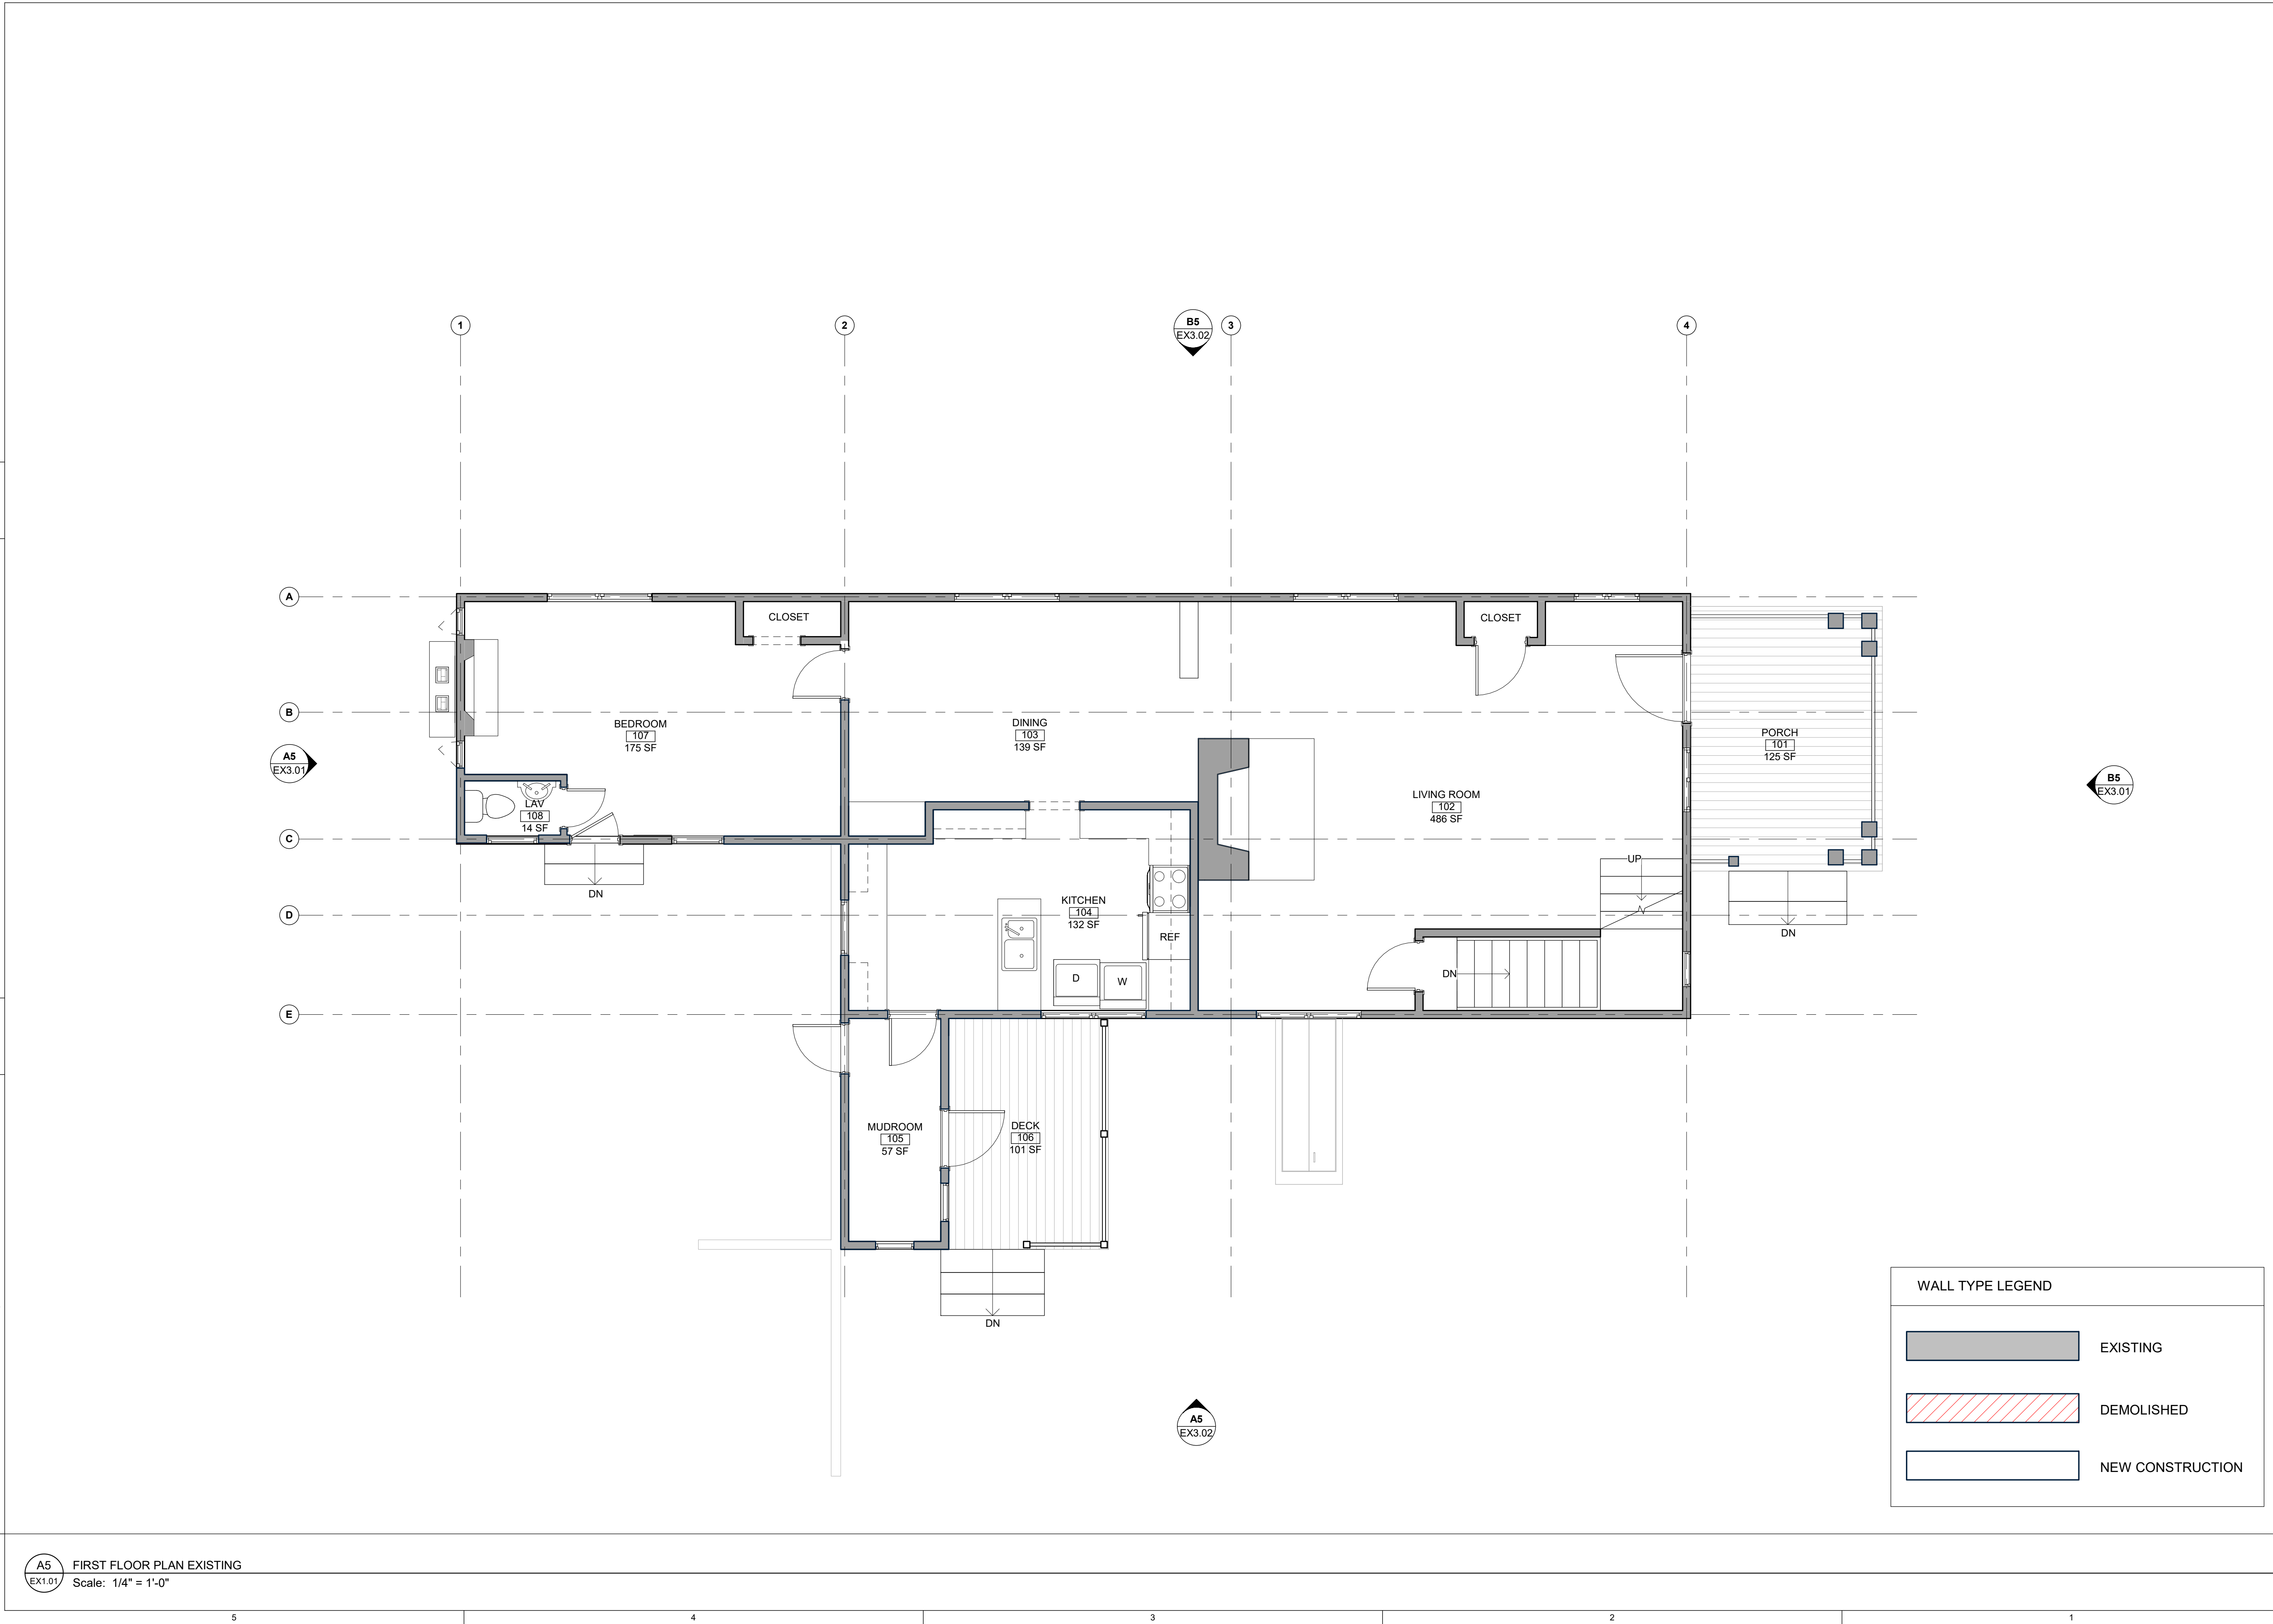 1
2
B5
EX3.02
3
4
A
CLOSET
CLOSET
B
BEDROOM
107
175 SF
DINING
103
139 SF
PORCH
101
125 SF
A5
EX3.01
B5
EX3.01
LIVING ROOM
102
486 SF
LAV
108
14 SF
C
UP
DN
KITCHEN
104
132 SF
D
REF
DN
DN
D
W
E
MUDROOM
105
57 SF
DECK
106
101 SF
DN
WALL TYPE LEGEND
EXISTING
DEMOLISHED
NEW CONSTRUCTION
A5
EX3.02
A5
EX1.01
FIRST FLOOR PLAN EXISTING
Scale: 1/4" = 1'-0"
5
4
3
2
1